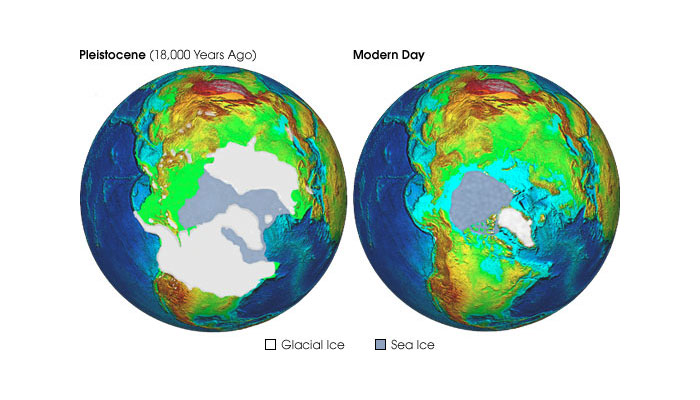 Pleistocene (18,000 Years Ago)
Modern Day
Glacial Ice
Sea Ice